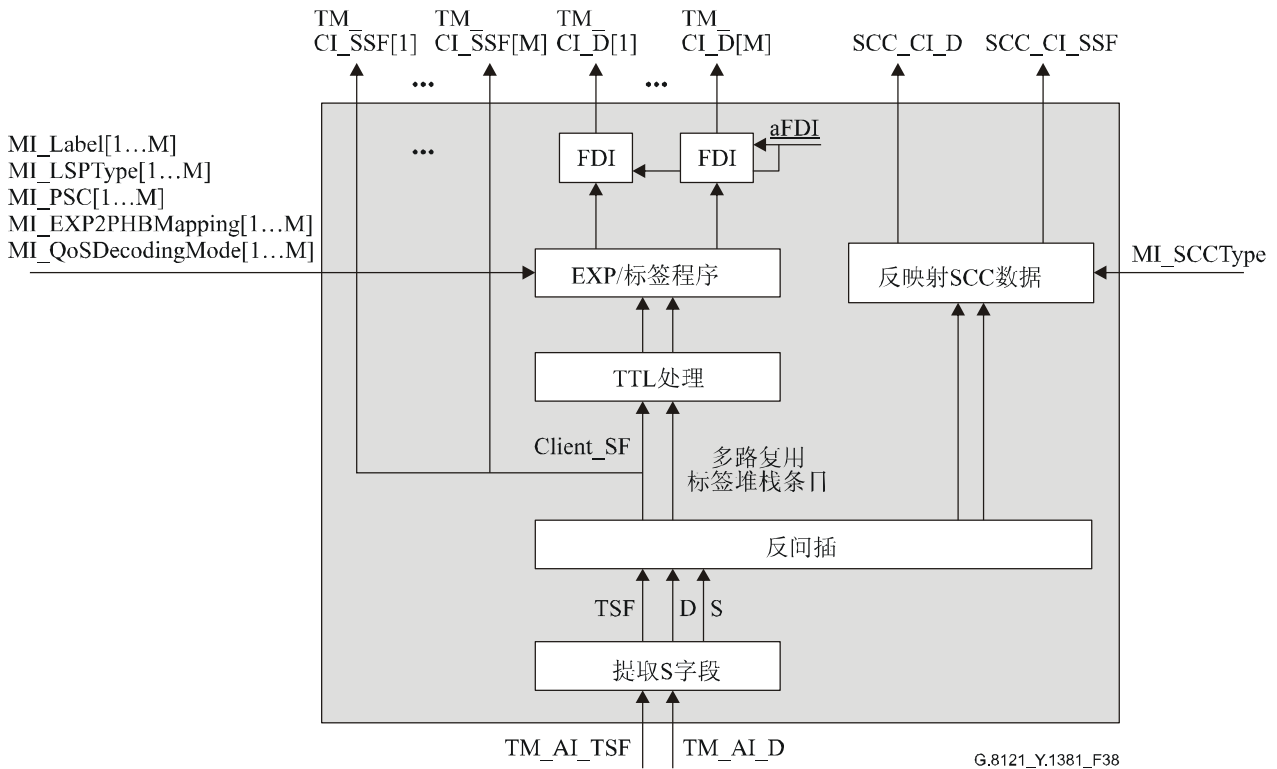 TM_ TM_ TM_ TM_
CI_SSF[1] CI_SSF[M] CI_D[1] CI_D[M] SCC_CI_D SCC_CI_SSF
... ...
MI_Label[1…M]
MI_LSPType[1…M]
MI_PSC[1…M]
MI_EXP2PHBMapping[1…M]
MI_QoSDecodingMode[1…M]
...
aFDI
FDI FDI
EXP/标签程序
反映射SCC数据
MI_SCCType
TTL处理
Client_SF
多路复用
标签堆栈条目
反间插
TSF D S
提取S字段
TM_AI_TSF TM_AI_D
G.8121_Y.1381_F38